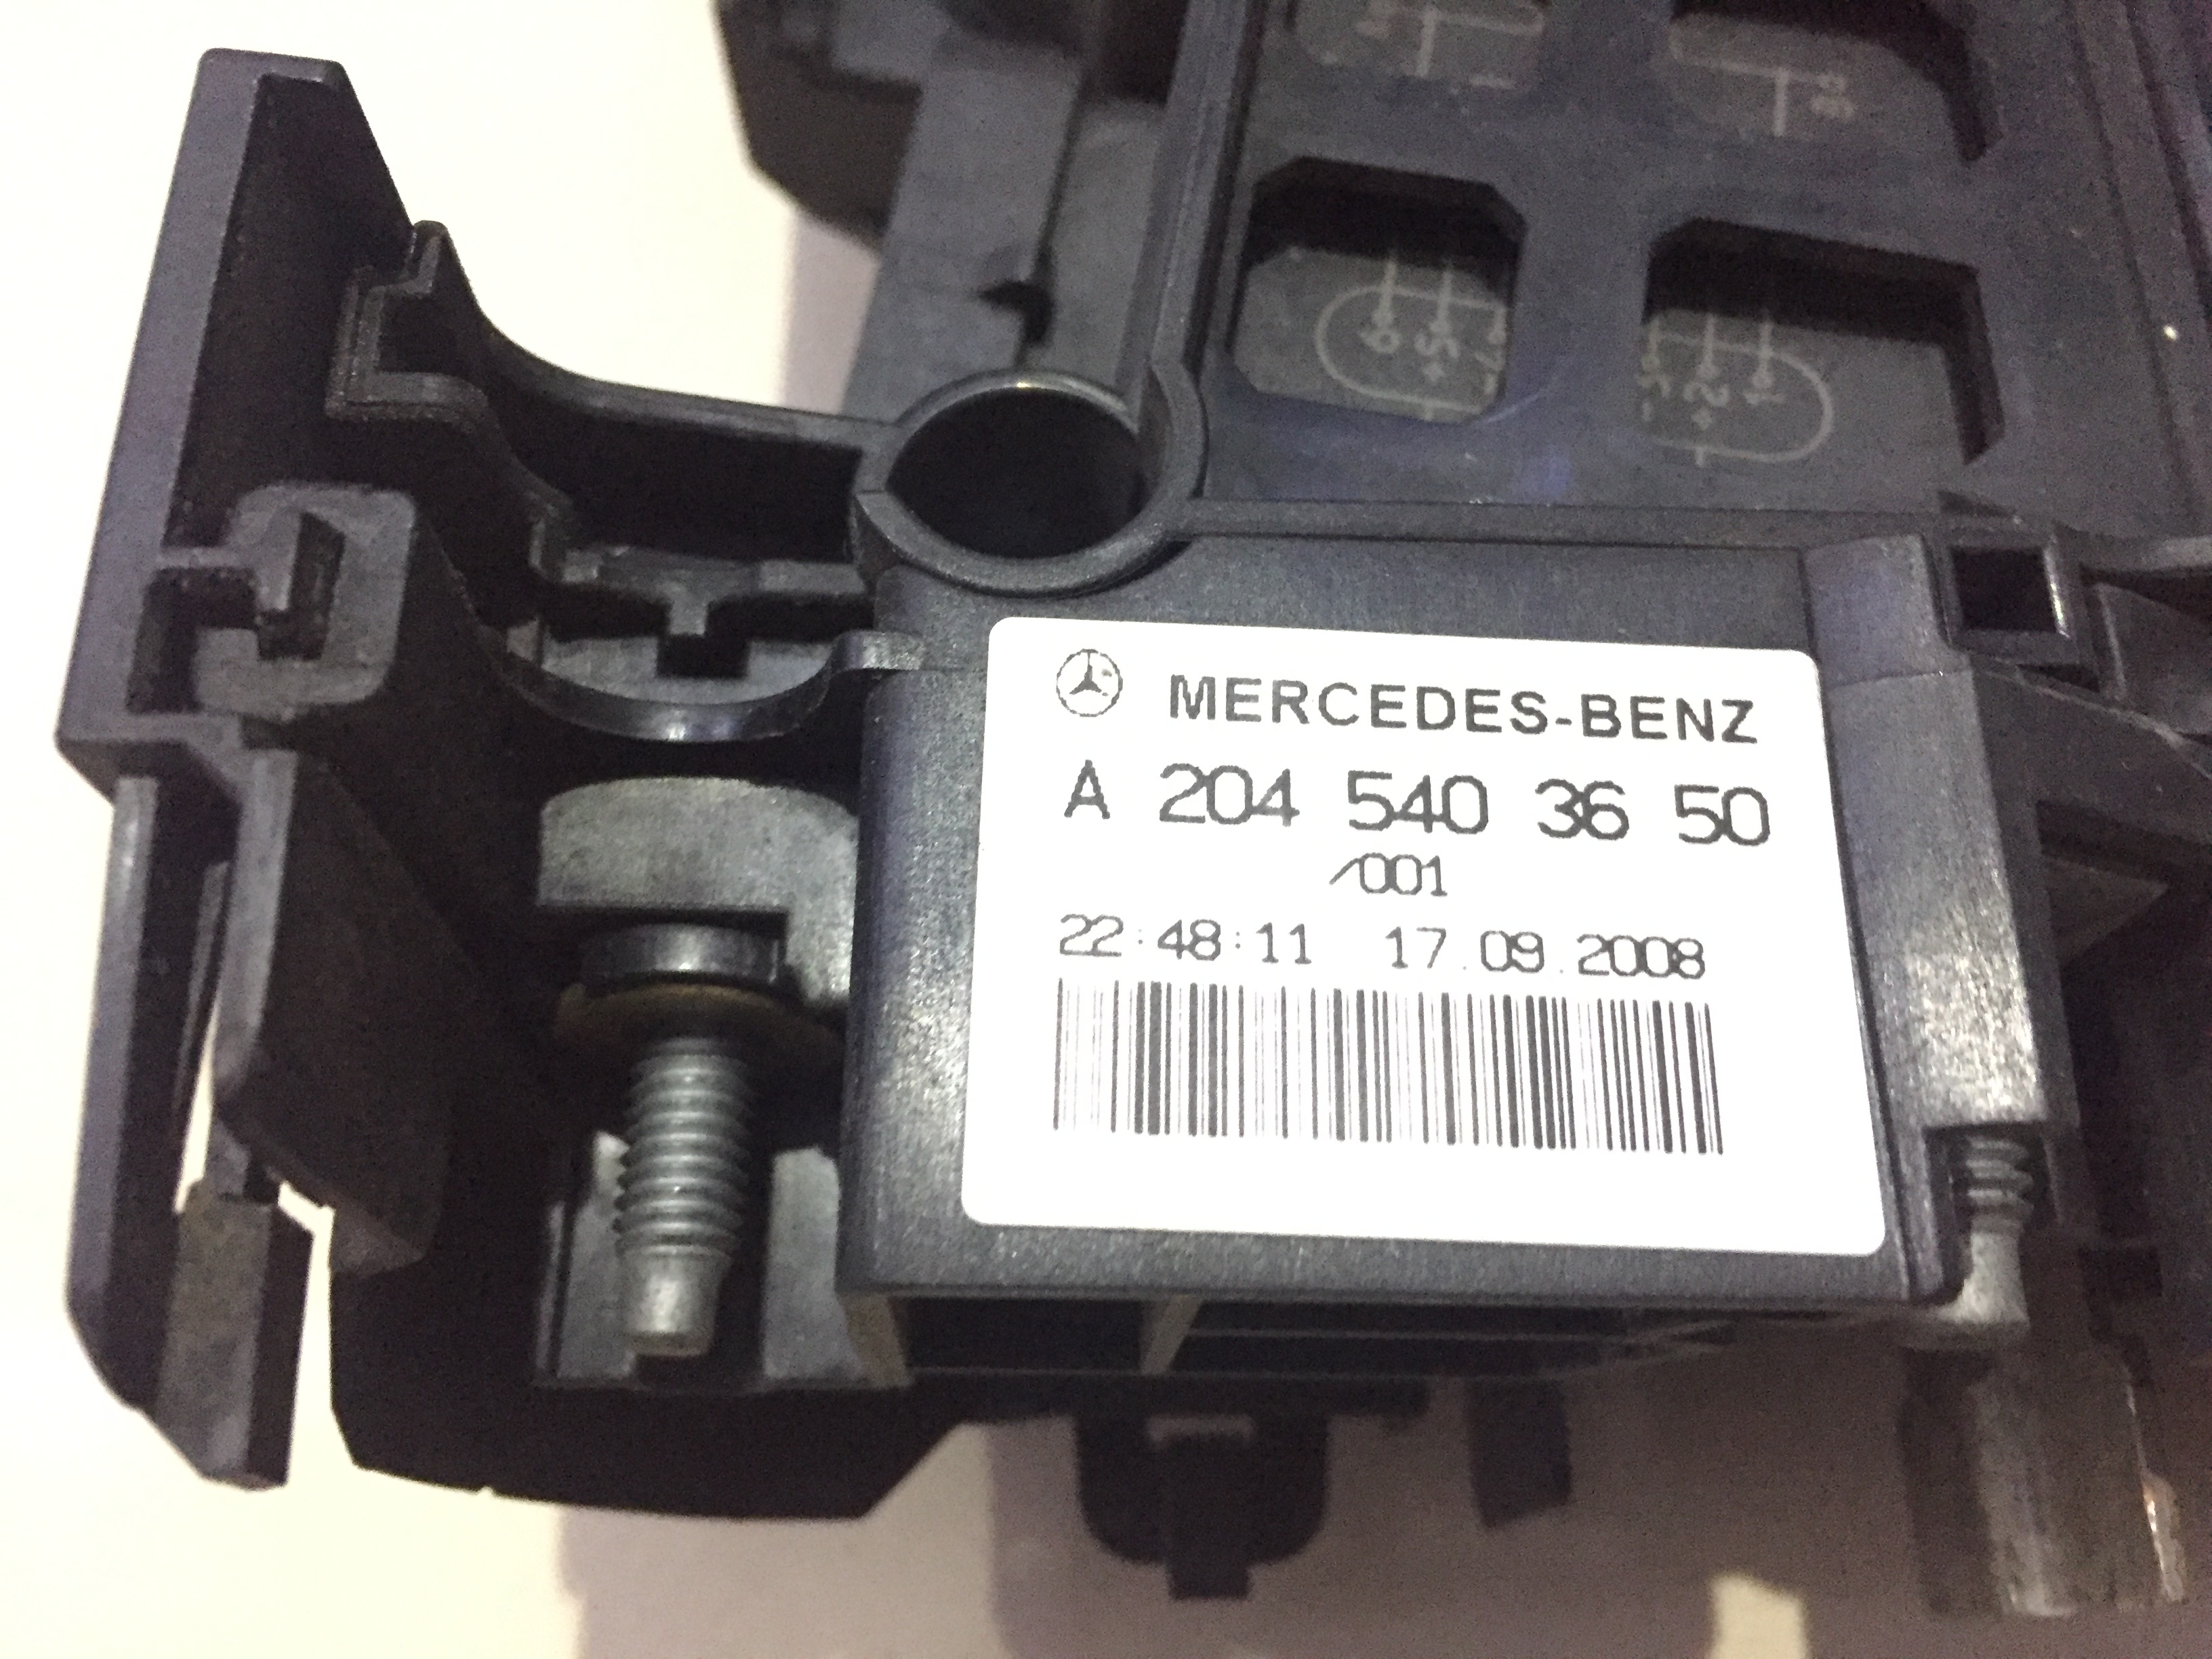 MERCEDES-BENZ
A 204 540 36 50
/001
22:48:11 17.09.2008